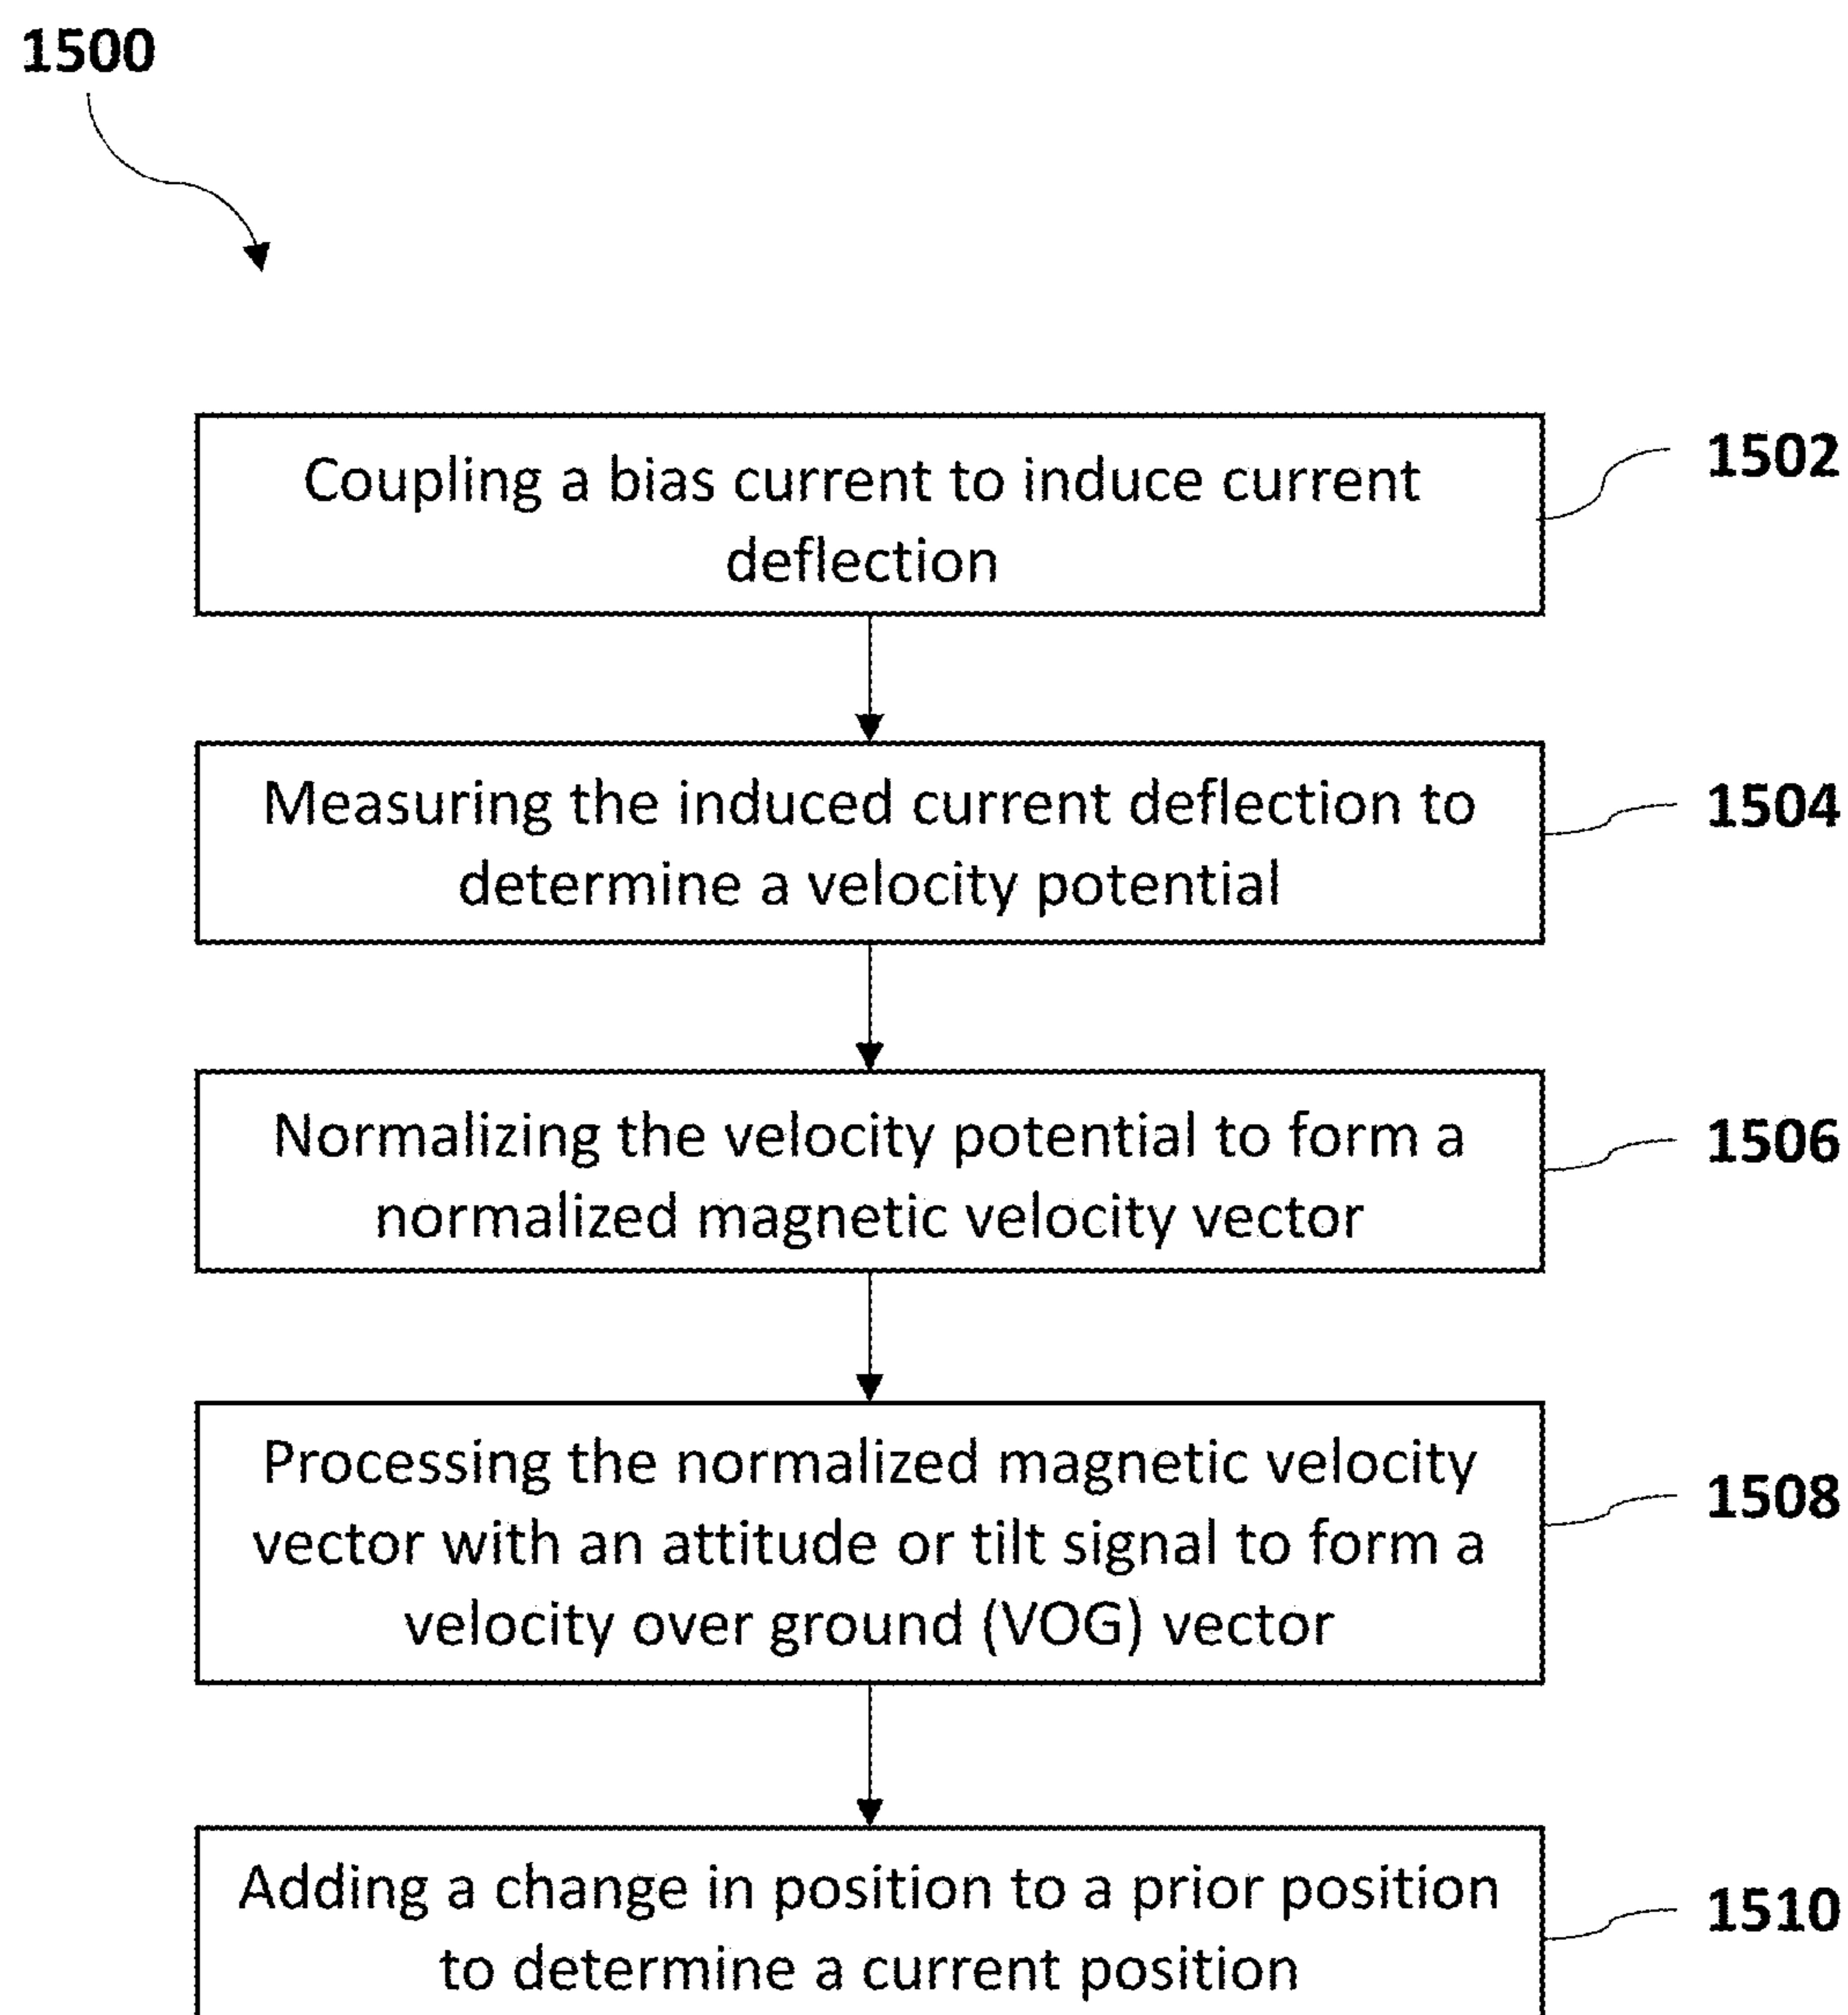 1500
Coupling a bias current to induce current
deflection
1502
Measuring the induced current deflection to
determine a velocity potential
1504
Normalizing the velocity potential to form a
normalized magnetic velocity vector
1506
Processing the normalized magnetic velocity
vector with an attitude or tilt signal to form a
velocity over ground (VOG) vector
1508
Adding a change in position to a prior position
to determine a current position
1510